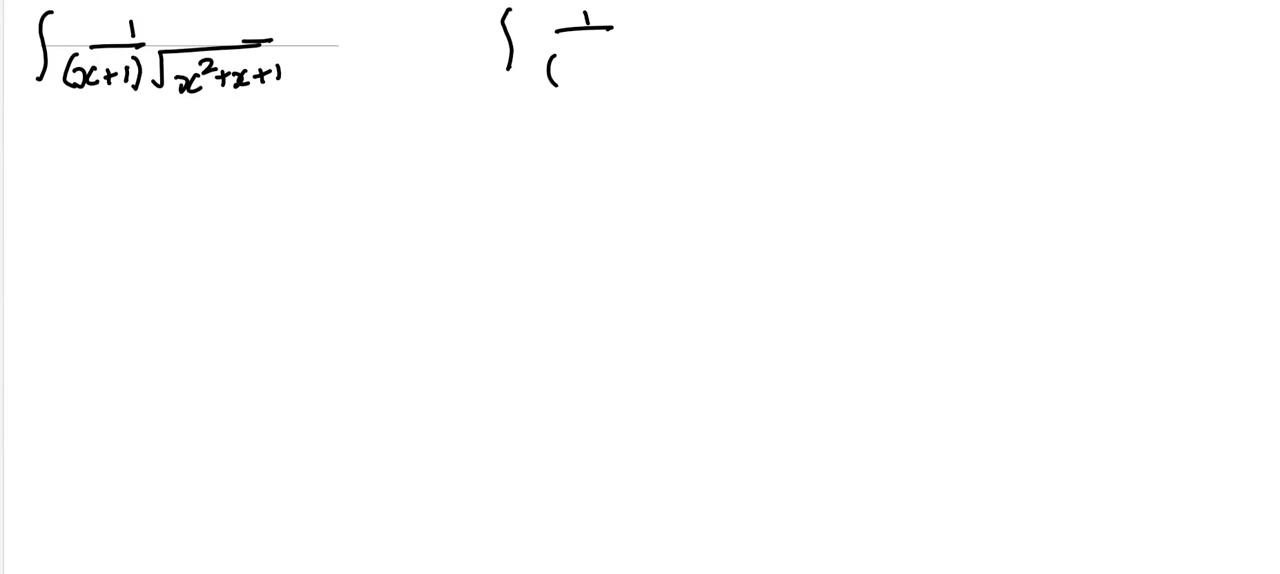 ∫ 1/((x+1)√(x²+x+1)) ∫ 1/(